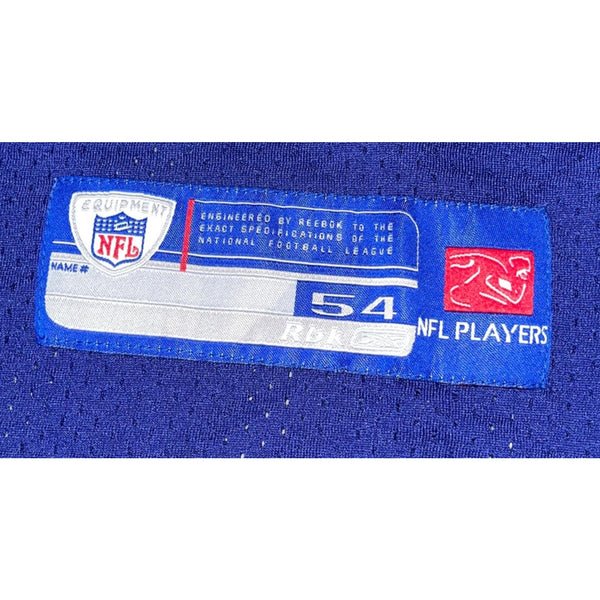 EQUIPMENT
NFL
ENGINEERED BY REEBOK TO THE
EXACT SPECIFICATIONS OF THE
NATIONAL FOOTBALL LEAGUE
NAME #
54
Rbk
NFL PLAYERS